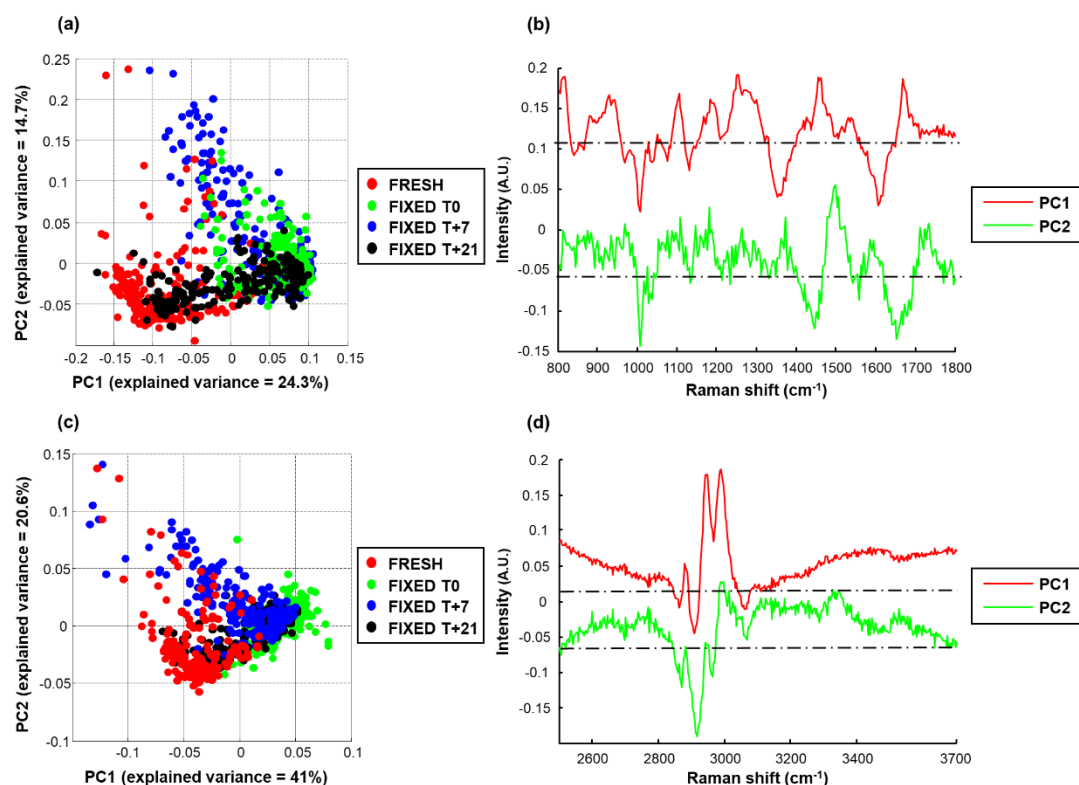 (a)
PC2 (explained variance = 14.7%)
0.25
0.2
0.15
0.1
0.05
0
-0.05
-0.2 -0.15 -0.1 -0.05 0 0.05 0.1 0.15
PC1 (explained variance = 24.3%)
FRESH
FIXED T0
FIXED T+7
FIXED T+21
(b)
Intensity (A.U.)
0.2
0.15
0.1
0.05
0
-0.05
-0.1
-0.15
800 900 1000 1100 1200 1300 1400 1500 1600 1700 1800
Raman shift (cm-1)
PC1
PC2
(c)
PC2 (explained variance = 20.6%)
0.15
0.1
0.05
0
-0.05
-0.1
-0.1 -0.05 0 0.05 0.1
PC1 (explained variance = 41%)
FRESH
FIXED T0
FIXED T+7
FIXED T+21
(d)
Intensity (A.U.)
0.2
0.15
0.1
0.05
0
-0.05
-0.1
-0.15
2600 2800 3000 3200 3400 3700
Raman shift (cm-1)
PC1
PC2